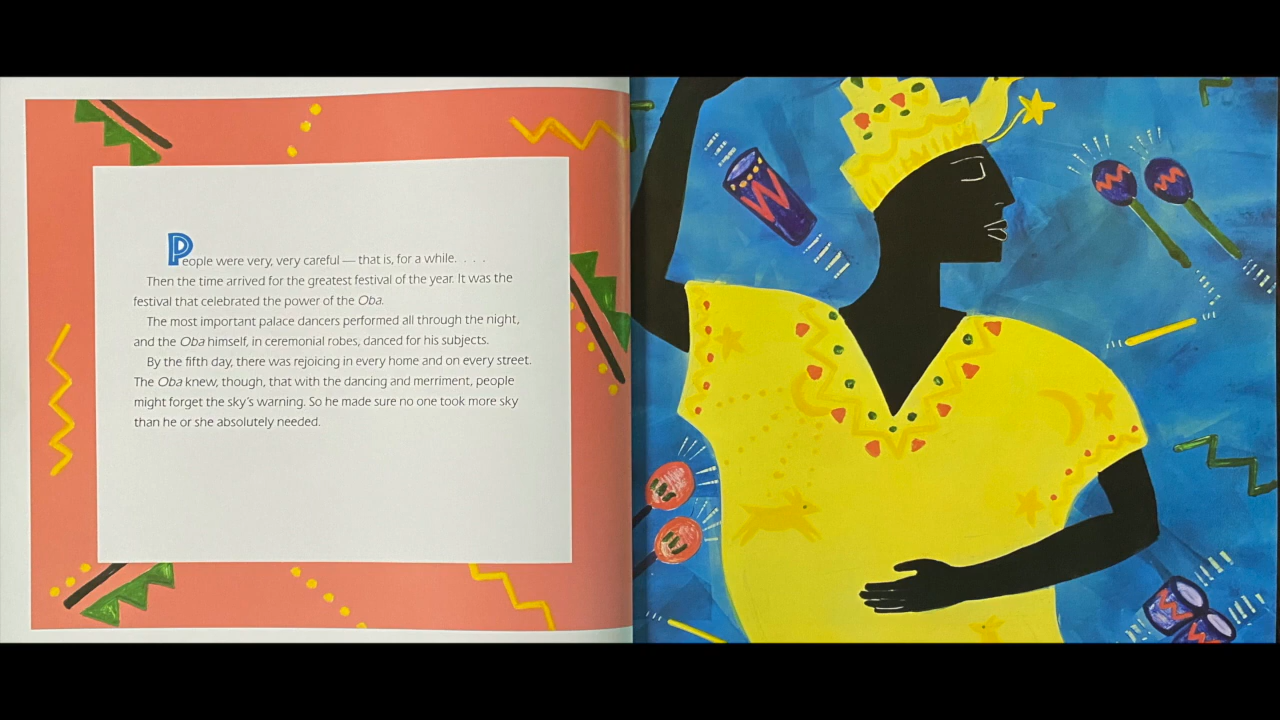 People were very, very careful — that is, for a while. . . .
Then the time arrived for the greatest festival of the year. It was the
festival that celebrated the power of the Oba.
The most important palace dancers performed all through the night,
and the Oba himself, in ceremonial robes, danced for his subjects.
By the fifth day, there was rejoicing in every home and on every street.
The Oba knew, though, that with the dancing and merriment, people
might forget the sky's warning. So he made sure no one took more sky
than he or she absolutely needed.